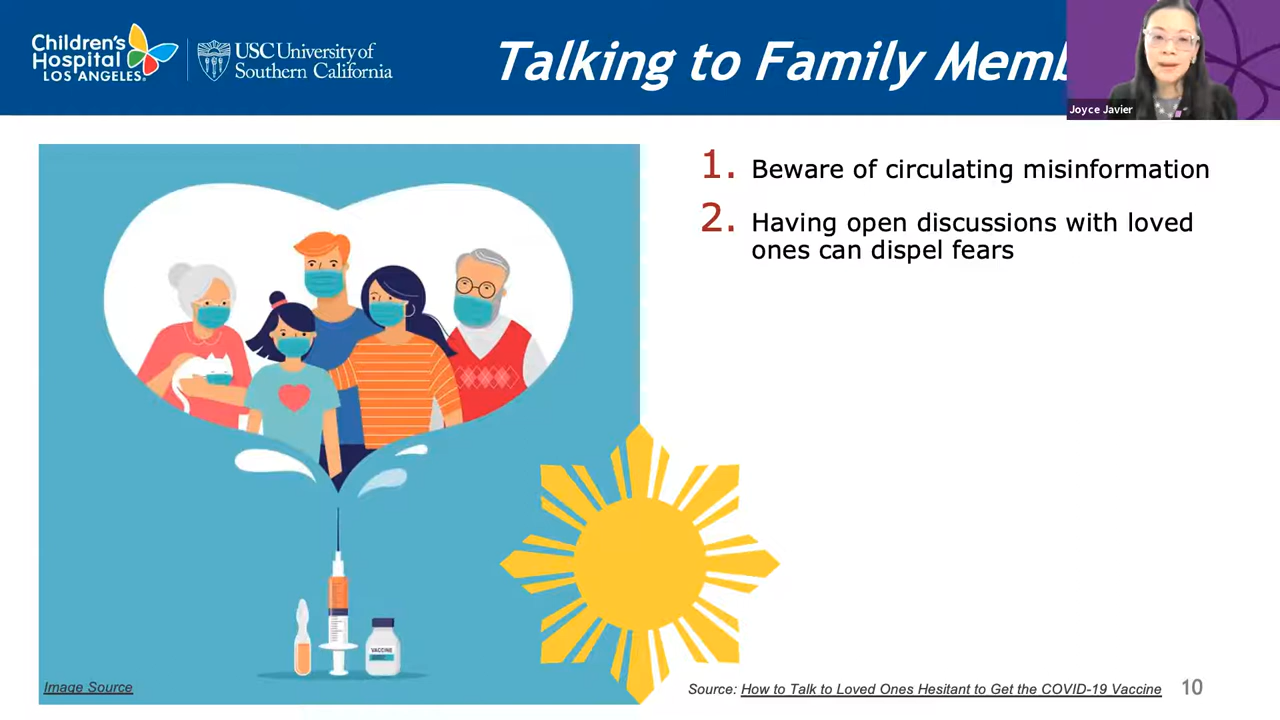 Children's
Hospital
LOS ANGELES®
USC University of
Southern California
Talking to Family Memb
Joyce Javier
1. Beware of circulating misinformation
2. Having open discussions with loved
ones can dispel fears
VACCINE
Image Source
Source: How to Talk to Loved Ones Hesitant to Get the COVID-19 Vaccine
10